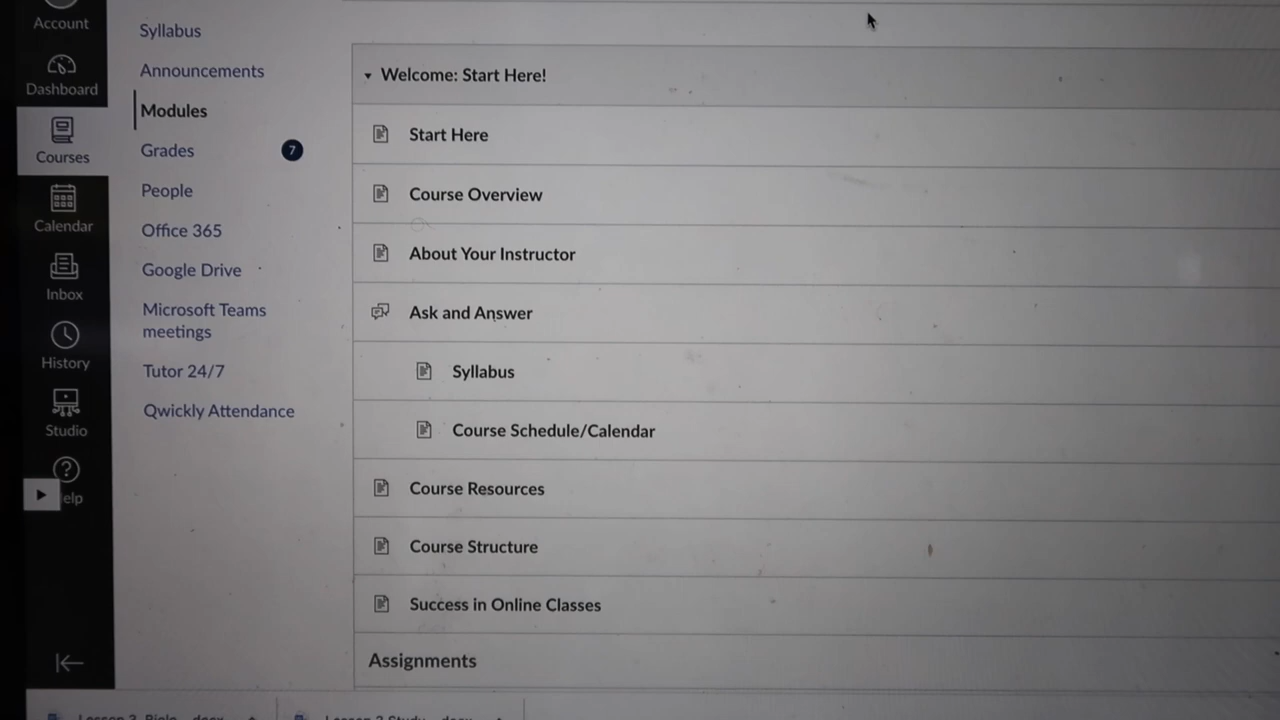 Account
Dashboard
Courses
Calendar
Inbox
History
Studio
elp
Syllabus
Announcements
Modules
Grades 7
People
Office 365
Google Drive
Microsoft Teams
meetings
Tutor 24/7
Qwickly Attendance
Welcome: Start Here!
Start Here
Course Overview
About Your Instructor
Ask and Answer
Syllabus
Course Schedule/Calendar
Course Resources
Course Structure
Success in Online Classes
Assignments